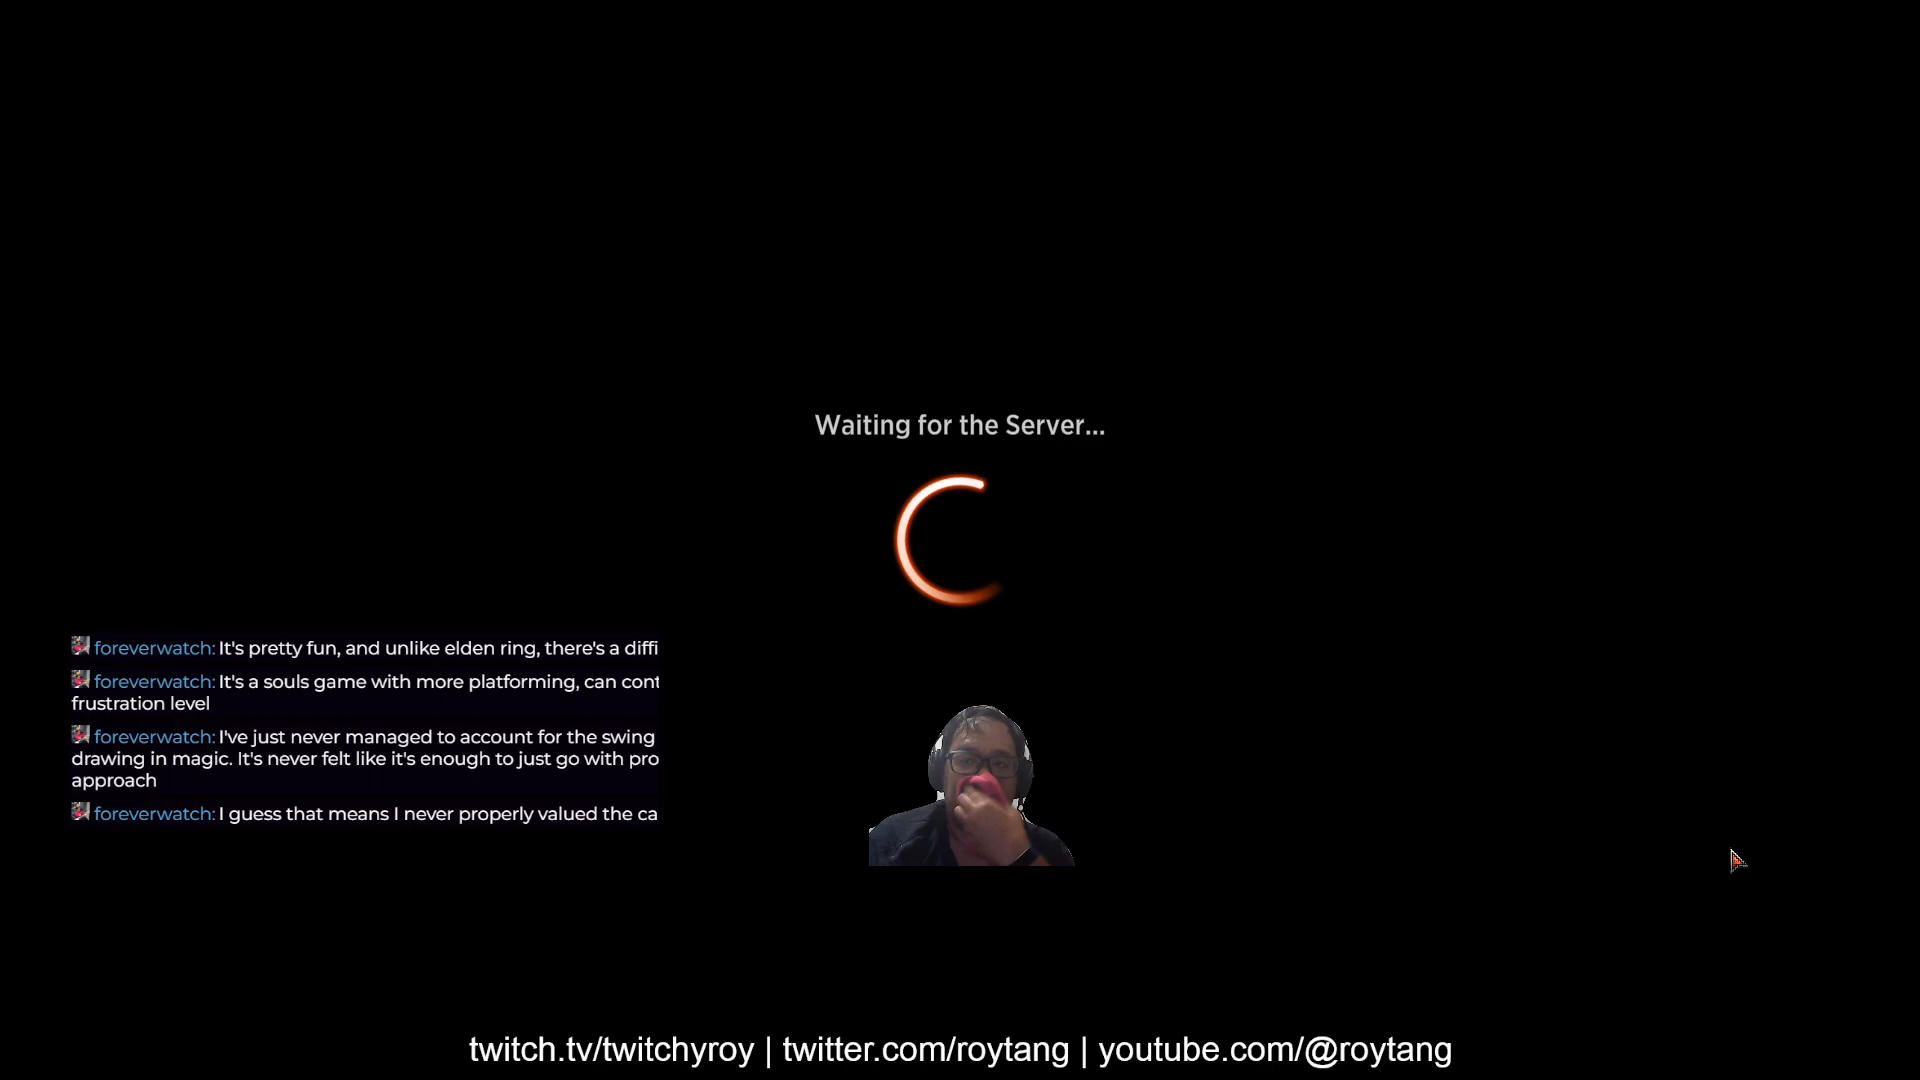 Waiting for the Server...
foreverwatch: It's pretty fun, and unlike elden ring, there's a diffi
foreverwatch: It's a souls game with more platforming, can cont
frustration level
foreverwatch: I've just never managed to account for the swing
drawing in magic. It's never felt like it's enough to just go with pro
approach
foreverwatch: I guess that means I never properly valued the ca
twitch.tv/twitchyroy | twitter.com/roytang | youtube.com/@roytang